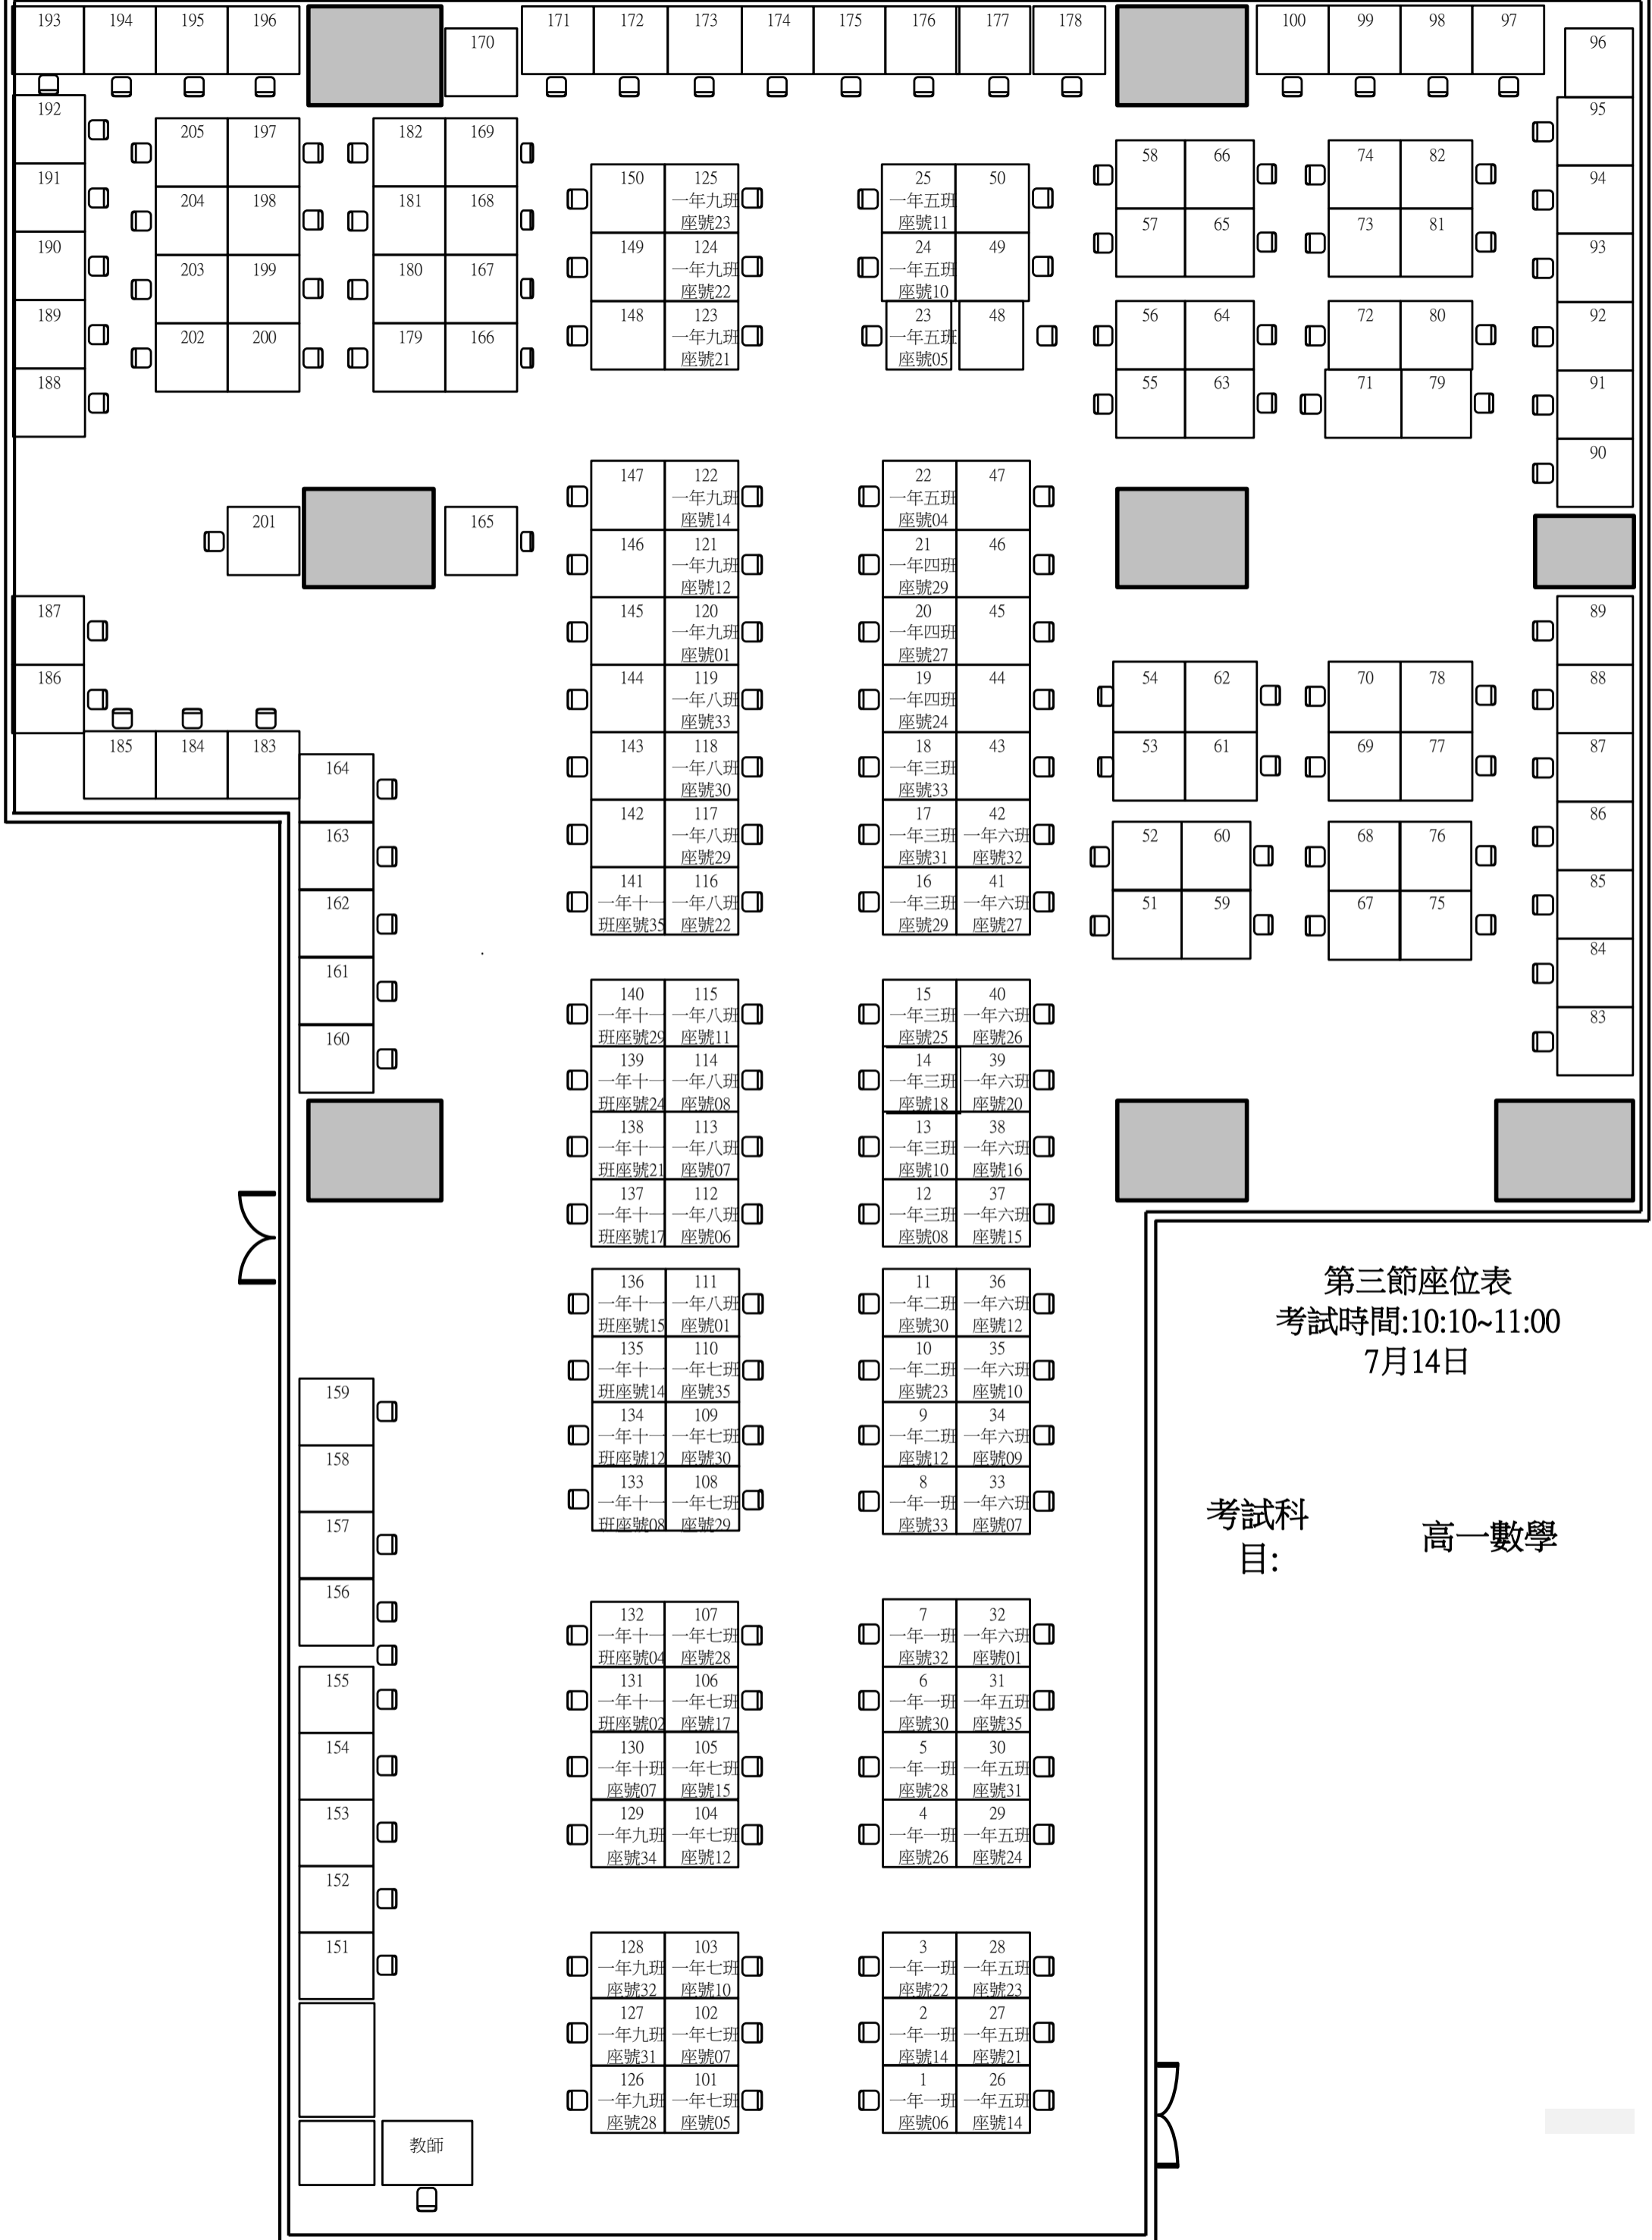 193 194 195 196 170 171 172 173 174 175 176 177 178 100 99 98 97 96
192
191
190
189
188
205 197
204 198
203 199
202 200
182 169
181 168
180 167
179 166
150 125
一年九班
座號23
149 124
一年九班
座號22
148 123
一年九班
座號21
25 50
一年五班
座號11
24 49
一年五班
座號10
23 48
一年五班
座號05
58 66
57 65
56 64
55 63
74 82
73 81
72 80
71 79
95
94
93
92
91
90
201
165
187
186
185 184 183
164
163
162
161
160
147 122
一年九班
座號14
146 121
一年九班
座號12
145 120
一年九班
座號01
144 119
一年八班
座號33
143 118
一年八班
座號30
142 117
一年八班
座號29
141 116
一年十一 一年八班
班座號35 座號22
22 47
一年五班
座號04
21 46
一年四班
座號29
20 45
一年四班
座號27
19 44
一年四班
座號24
18 43
一年三班
座號33
17 42
一年三班 一年六班
座號31 座號32
16 41
一年三班 一年六班
座號29 座號27
54 62
53 61
52 60
51 59
70 78
69 77
68 76
67 75
89
88
87
86
85
84
83
140 115
一年十一 一年八班
班座號29 座號11
139 114
一年十一 一年八班
班座號24 座號08
138 113
一年十一 一年八班
班座號21 座號07
137 112
一年十一 一年八班
班座號17 座號06
15 40
一年三班 一年六班
座號25 座號26
14 39
一年三班 一年六班
座號18 座號20
13 38
一年三班 一年六班
座號10 座號16
12 37
一年三班 一年六班
座號08 座號15
136 111
一年十一 一年八班
班座號15 座號01
135 110
一年十一 一年七班
班座號14 座號35
134 109
一年十一 一年七班
班座號12 座號30
133 108
一年十一 一年七班
班座號08 座號29
11 36
一年二班 一年六班
座號30 座號12
10 35
一年二班 一年六班
座號23 座號10
9 34
一年二班 一年六班
座號12 座號09
8 33
一年一班 一年六班
座號33 座號07
第三節座位表
考試時間:10:10~11:00
7月14日
考試科
目:
高一數學
159
158
157
156
155
154
153
152
151
132 107
一年十一 一年七班
班座號04 座號28
131 106
一年十一 一年七班
班座號02 座號17
130 105
一年十班 一年七班
座號07 座號15
129 104
一年九班 一年七班
座號34 座號12
7 32
一年一班 一年六班
座號32 座號01
6 31
一年一班 一年五班
座號30 座號35
5 30
一年一班 一年五班
座號28 座號31
4 29
一年一班 一年五班
座號26 座號24
128 103
一年九班 一年七班
座號32 座號10
127 102
一年九班 一年七班
座號31 座號07
126 101
一年九班 一年七班
座號28 座號05
3 28
一年一班 一年五班
座號22 座號23
2 27
一年一班 一年五班
座號14 座號21
1 26
一年一班 一年五班
座號06 座號14
教師